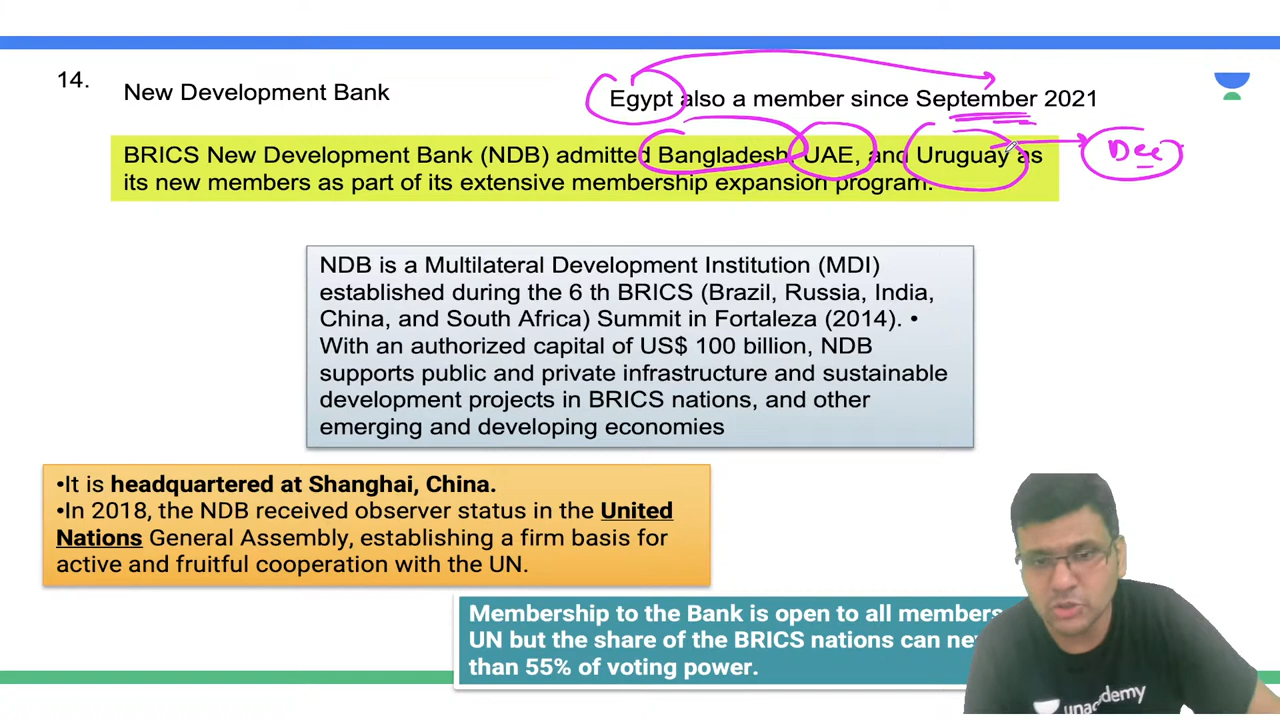 14.
New Development Bank
Egypt also a member since September 2021
BRICS New Development Bank (NDB) admitted Bangladesh, UAE, and Uruguay as
Dec
its new members as part of its extensive membership expansion program.
NDB is a Multilateral Development Institution (MDI)
established during the 6 th BRICS (Brazil, Russia, India,
China, and South Africa) Summit in Fortaleza (2014). •
With an authorized capital of US$ 100 billion, NDB
supports public and private infrastructure and sustainable
development projects in BRICS nations, and other
emerging and developing economies
•It is headquartered at Shanghai, China.
•In 2018, the NDB received observer status in the United
Nations General Assembly, establishing a firm basis for
active and fruitful cooperation with the UN.
Membership to the Bank is open to all members
UN but the share of the BRICS nations can
than 55% of voting power.
unacademy